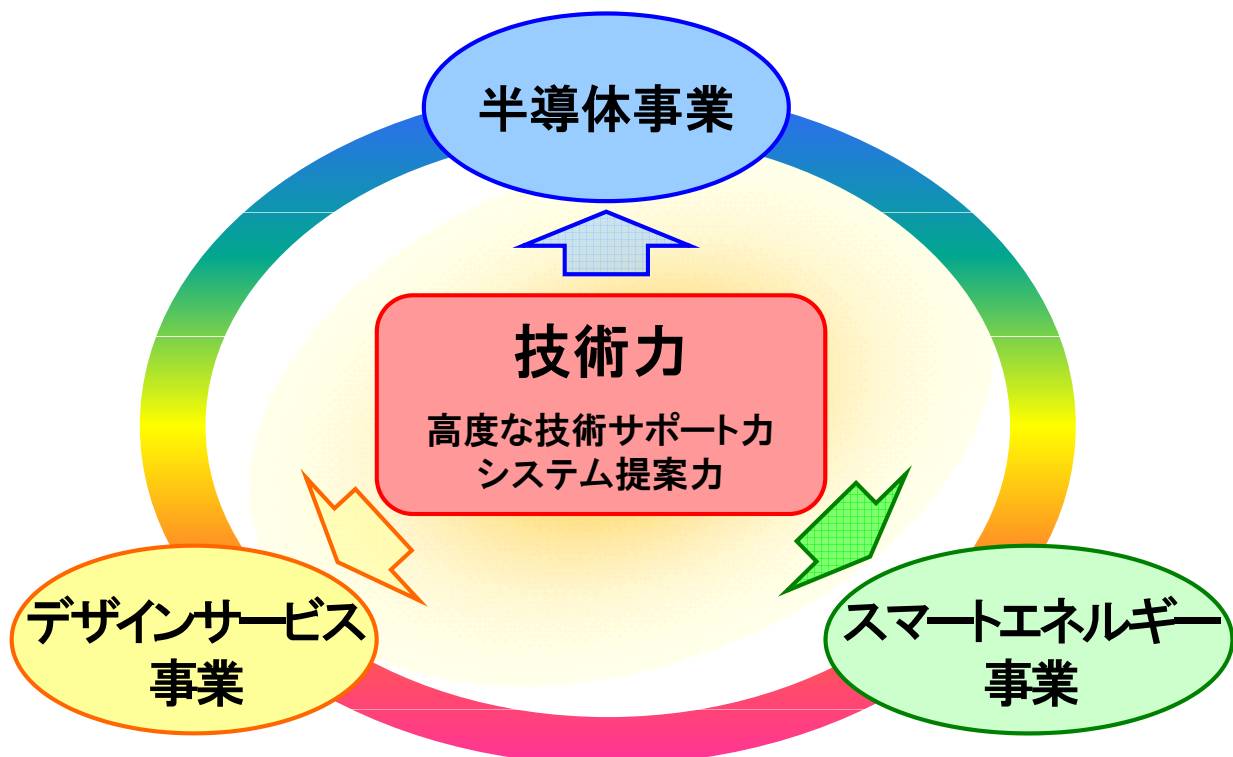 半導体事業
技術力
高度な技術サポート力
システム提案力
デザインサービス
事業
スマートエネルギー
事業